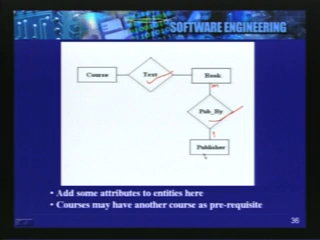 SOFTWARE ENGINEERING
Course
Text
Book
m
Pub_By
1
Publisher
• Add some attributes to entities here
• Courses may have another course as pre-requisite
36